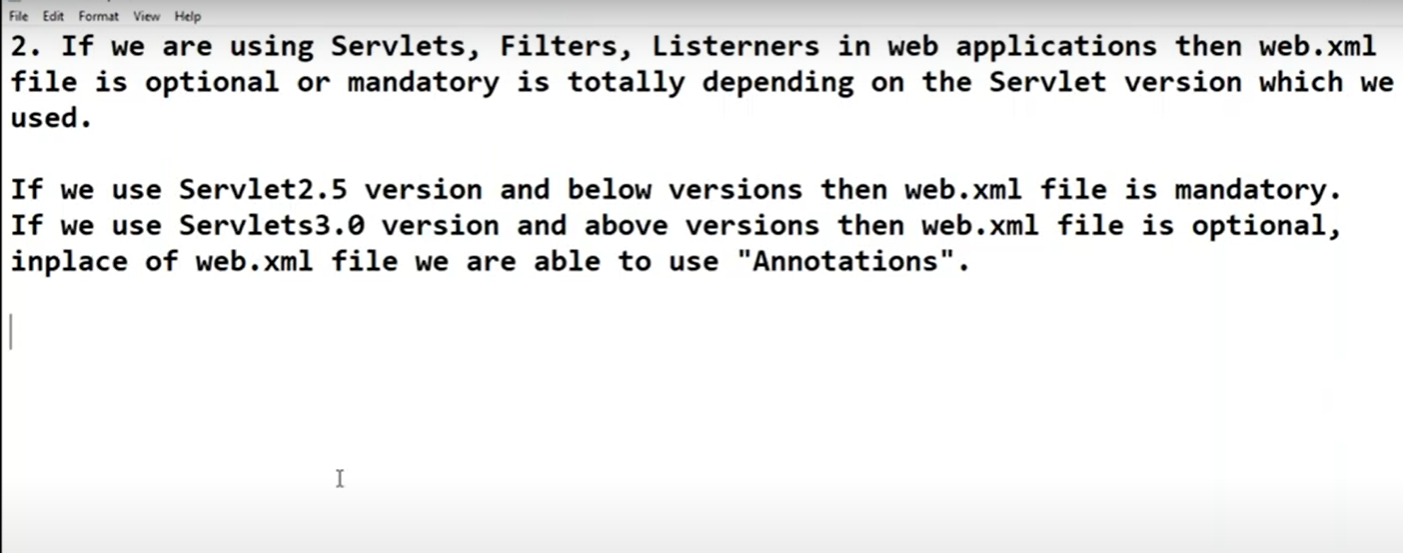 File Edit Format View Help
2. If we are using Servlets, Filters, Listerners in web applications then web.xml
file is optional or mandatory is totally depending on the Servlet version which we
used.
If we use Servlet2.5 version and below versions then web.xml file is mandatory.
If we use Servlets3.0 version and above versions then web.xml file is optional,
inplace of web.xml file we are able to use "Annotations".